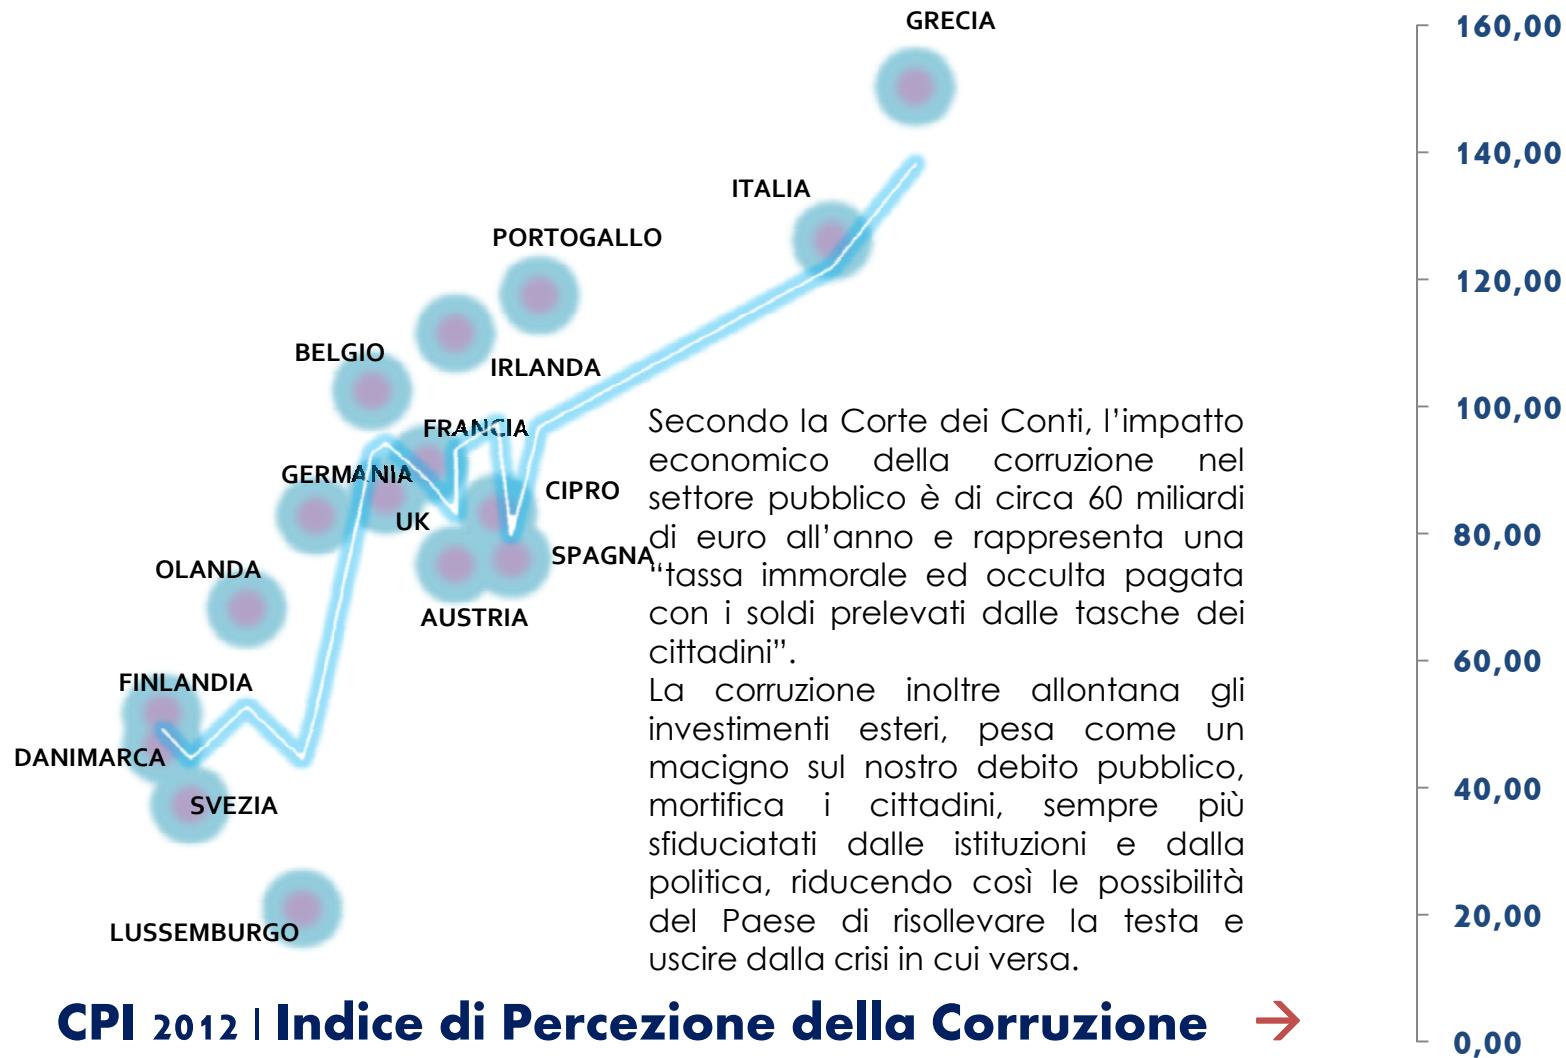 GRECIA
160,00
140,00
ITALIA
PORTOGALLO
120,00
BELGIO
IRLANDA
100,00
FRANCIA
GERMANIA
CIPRO
UK
80,00
SPAGNA
OLANDA
AUSTRIA
60,00
FINLANDIA
DANIMARCA
40,00
SVEZIA
20,00
LUSSEMBURGO
0,00
Secondo la Corte dei Conti, l’impatto
economico della corruzione nel
settore pubblico è di circa 60 miliardi
di euro all’anno e rappresenta una
“tassa immorale ed occulta pagata
con i soldi prelevati dalle tasche dei
cittadini”.
La corruzione inoltre allontana gli
investimenti esteri, pesa come un
macigno sul nostro debito pubblico,
mortifica i cittadini, sempre più
sfiduciatati dalle istituzioni e dalla
politica, riducendo così le possibilità
del Paese di risollevare la testa e
uscire dalla crisi in cui versa.
CPI 2012 | Indice di Percezione della Corruzione →